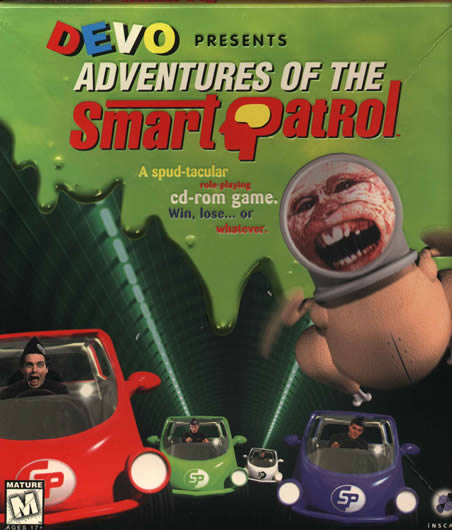 DEVO PRESENTS
ADVENTURES OF THE
Smart Patrol
A spud-tacular
role-playing
cd-rom game.
Win, lose... or
whatever.
SP
SP
SP
MATURE
M
AGES 17+